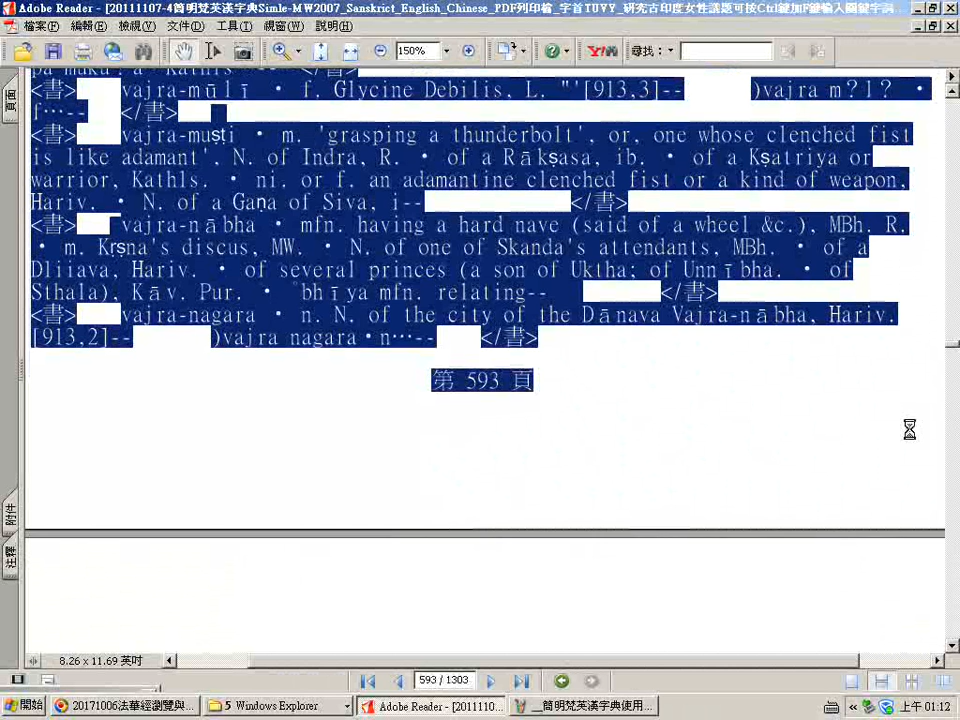 Adobe Reader - [20111107-4簡明梵英漢字典Simle-MW2007_Sanskrict_English_Chinese_PDF列印檔_字首TUVY_研究古印度女性議題可按Ctrl鍵加F鍵輸入關鍵字詞...
檔案(F) 編輯(E) 檢視(V) 文件(D) 工具(T) 視窗(W) 說明(H)
150% 尋找:
頁面
<書> vajra-mūlī • f. Glycine Debilis, L. "'[913,3]-- )vajra m?l? •
f…-- </書>
<書> vajra-muṣṭi • m. 'grasping a thunderbolt', or, one whose clenched fist
is like adamant', N. of Indra, R. • of a Rākṣasa, ib. • of a Kṣatriya or
warrior, Kathls. • ni. or f. an adamantine clenched fist or a kind of weapon,
Hariv. • N. of a Gaṇa of Siva, i-- </書>
<書> vajra-nābha • mfn. having a hard nave (said of a wheel &c.), MBh. R.
• m. Kṛṣna's discus, MW. • N. of one of Skanda's attendants, MBh. • of a
Dliiava, Hariv. • of several princes (a son of Uktha; of Unnībha. • of
Sthala), Kāv. Pur. • ˚bhīya mfn. relating-- </書>
<書> vajra-nagara • n. N. of the city of the Dānava Vajra-nābha, Hariv.
[913,2]-- )vajra nagara•n…-- </書>
第 593 頁
附件
注釋
8.26 x 11.69 英吋
593 / 1303
開始 20171006法華經瀏覽與... 5 Windows Explorer Adobe Reader - [2011110... __簡明梵英漢字典使用... 上午 01:12